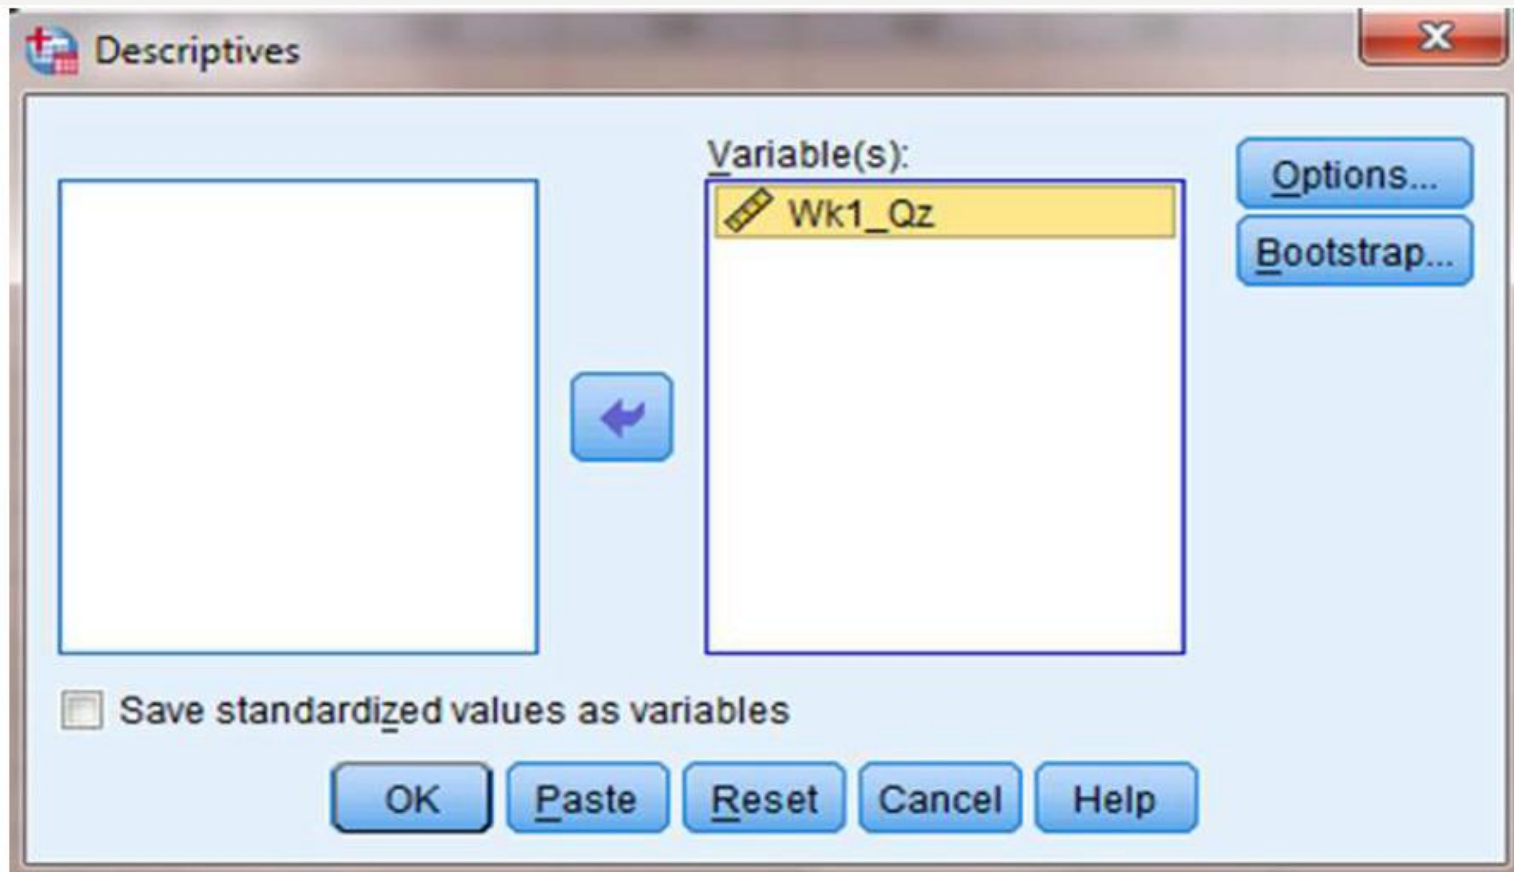 Descriptives
Variable(s):
Wk1_Qz
Options...
Bootstrap...
Save standardized values as variables
OK
Paste
Reset
Cancel
Help